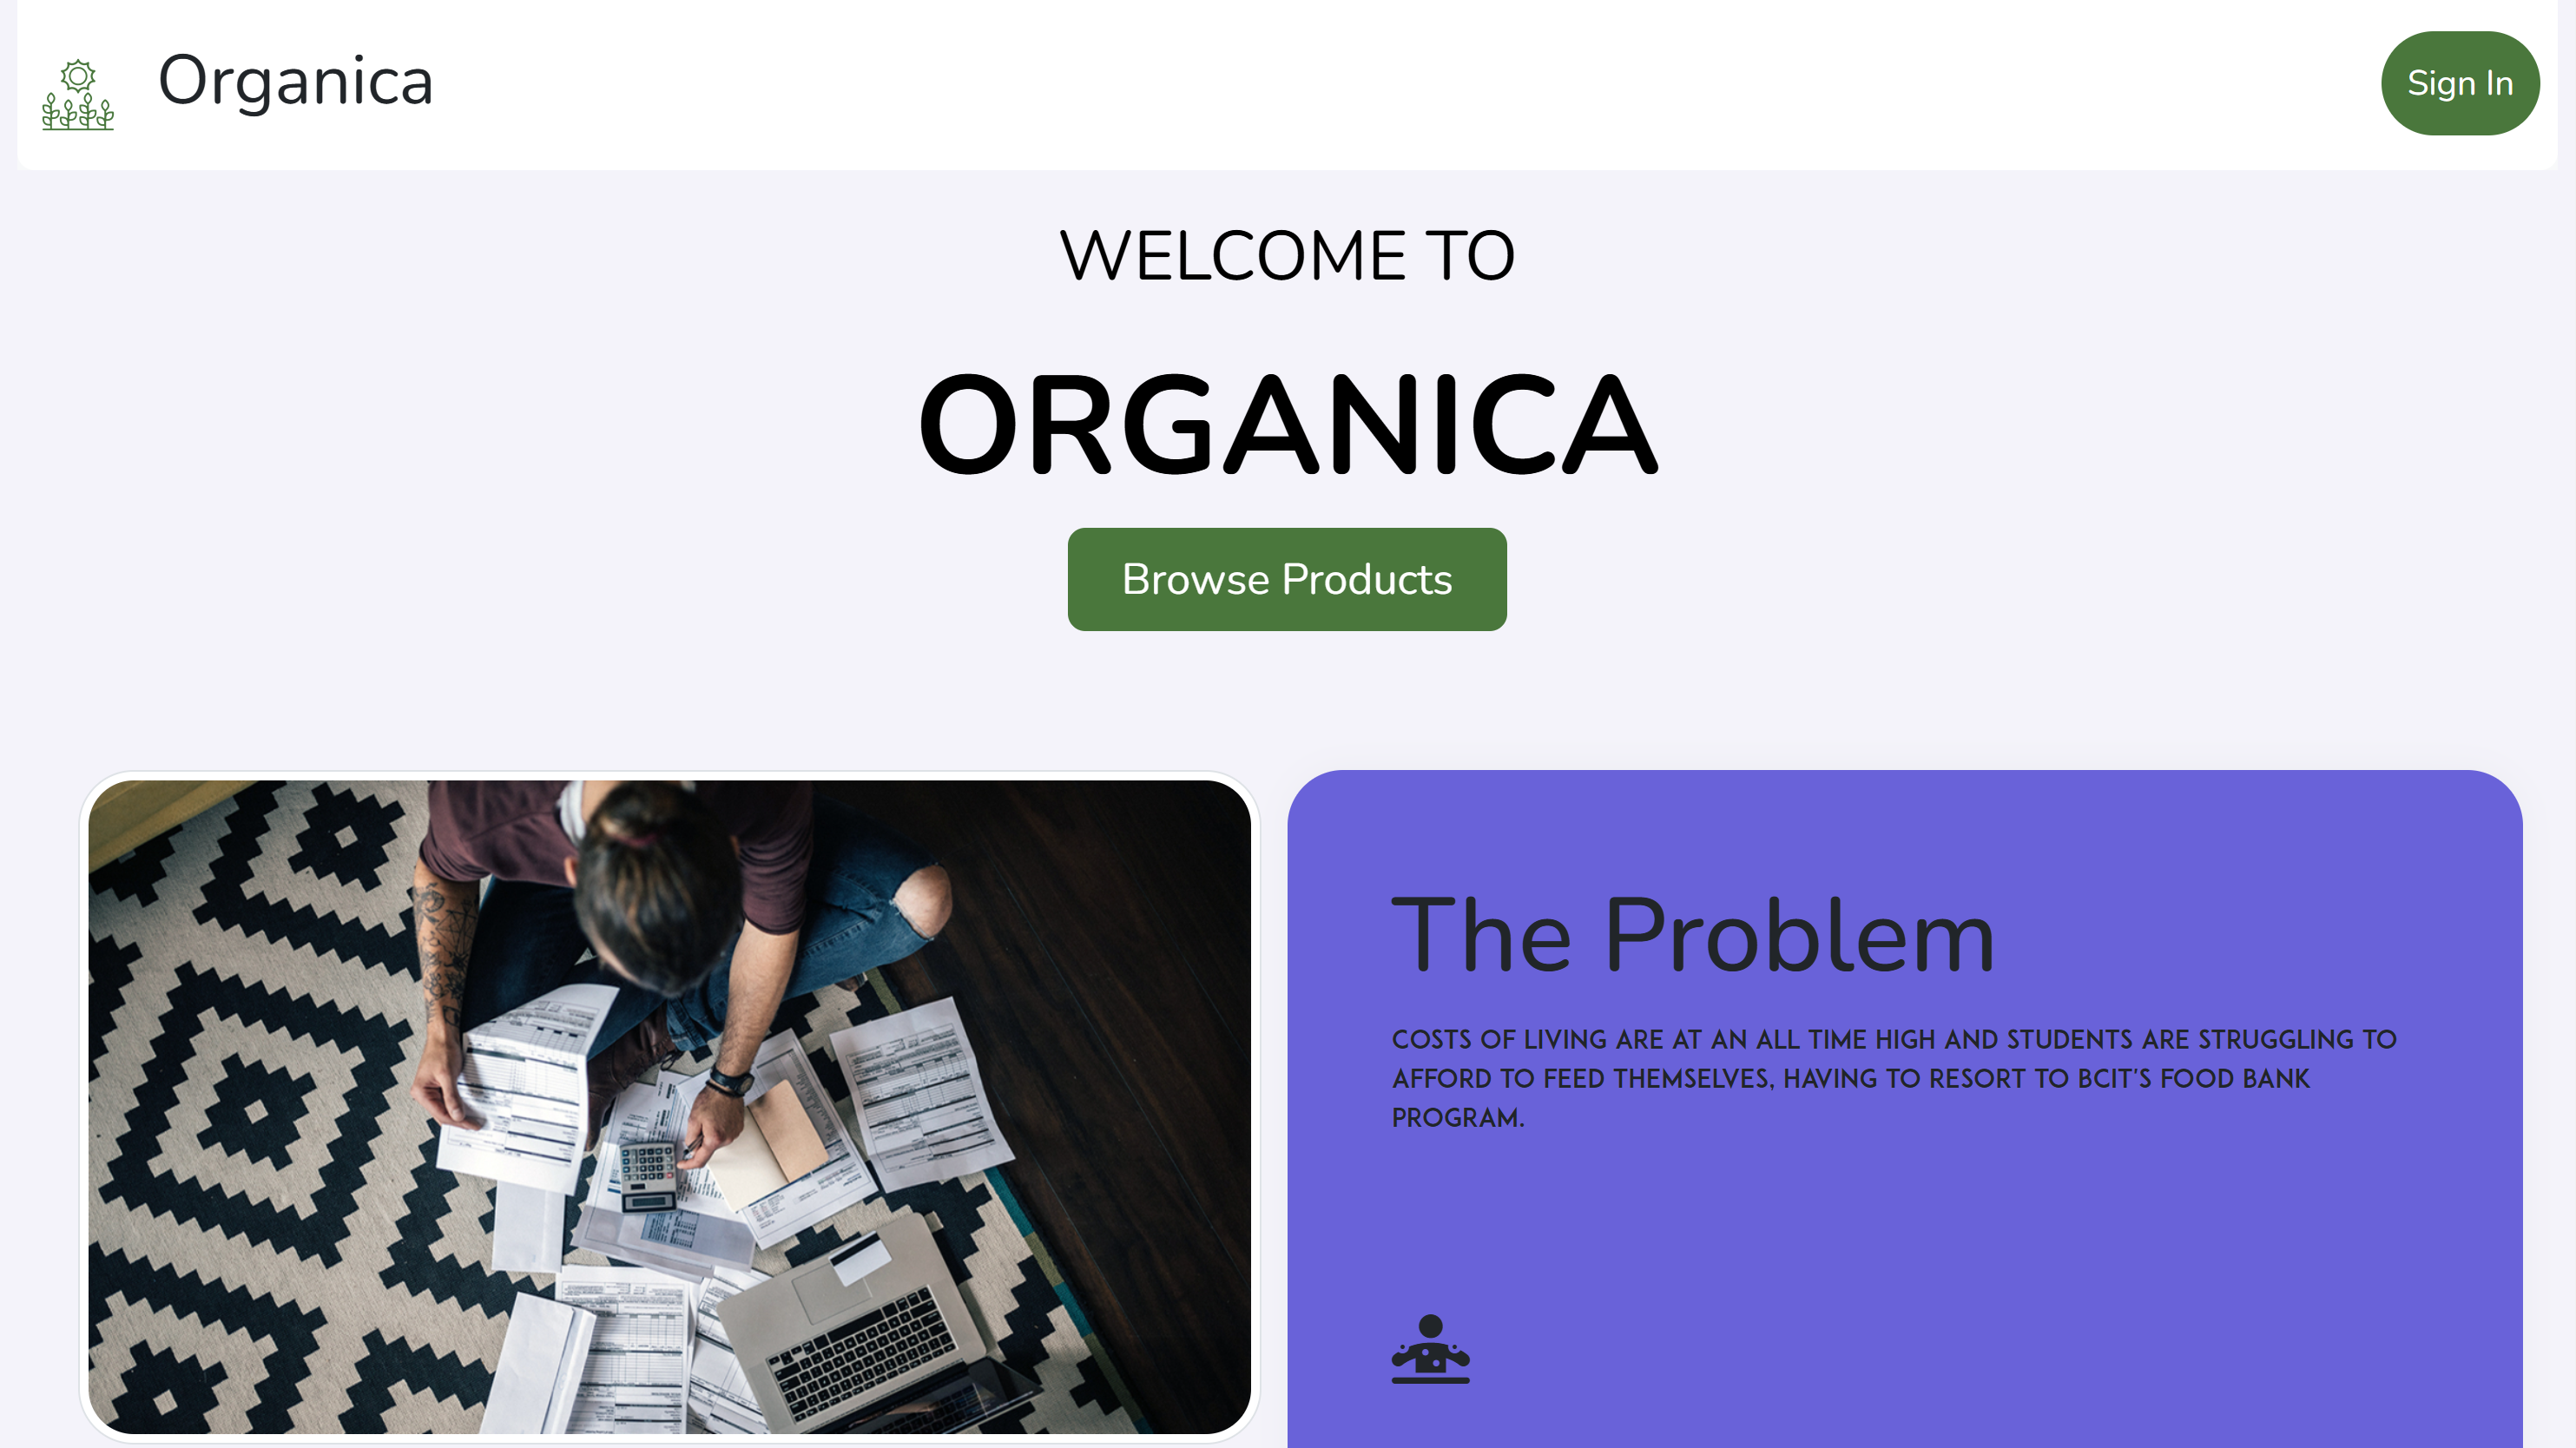 Organica
Sign In
WELCOME TO
ORGANICA
Browse Products
The Problem
COSTS OF LIVING ARE AT AN ALL TIME HIGH AND STUDENTS ARE STRUGGLING TO
AFFORD TO FEED THEMSELVES, HAVING TO RESORT TO BCIT'S FOOD BANK
PROGRAM.